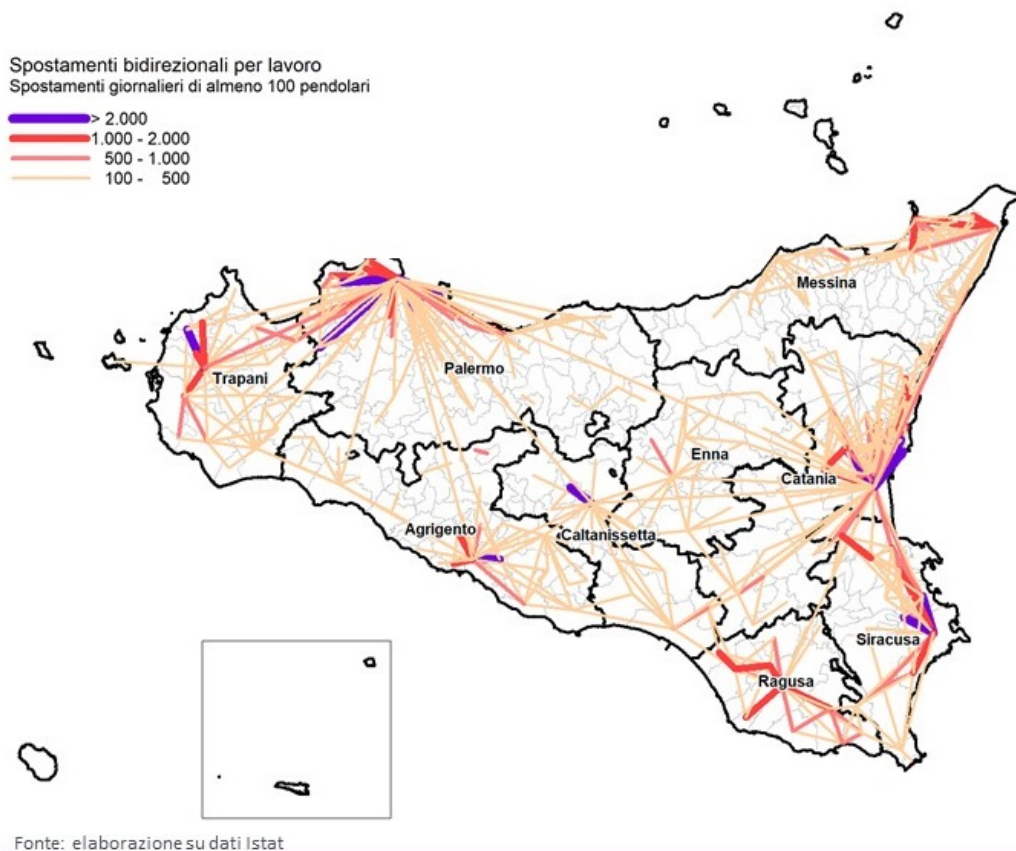 Spostamenti bidirezionali per lavoro
Spostamenti giornalieri di almeno 100 pendolari
> 2.000
1.000 - 2.000
500 - 1.000
100 - 500
Messina
Palermo
Trapani
Enna
Catania
Agrigento
Caltanissetta
Siracusa
Ragusa
Fonte: elaborazione su dati Istat